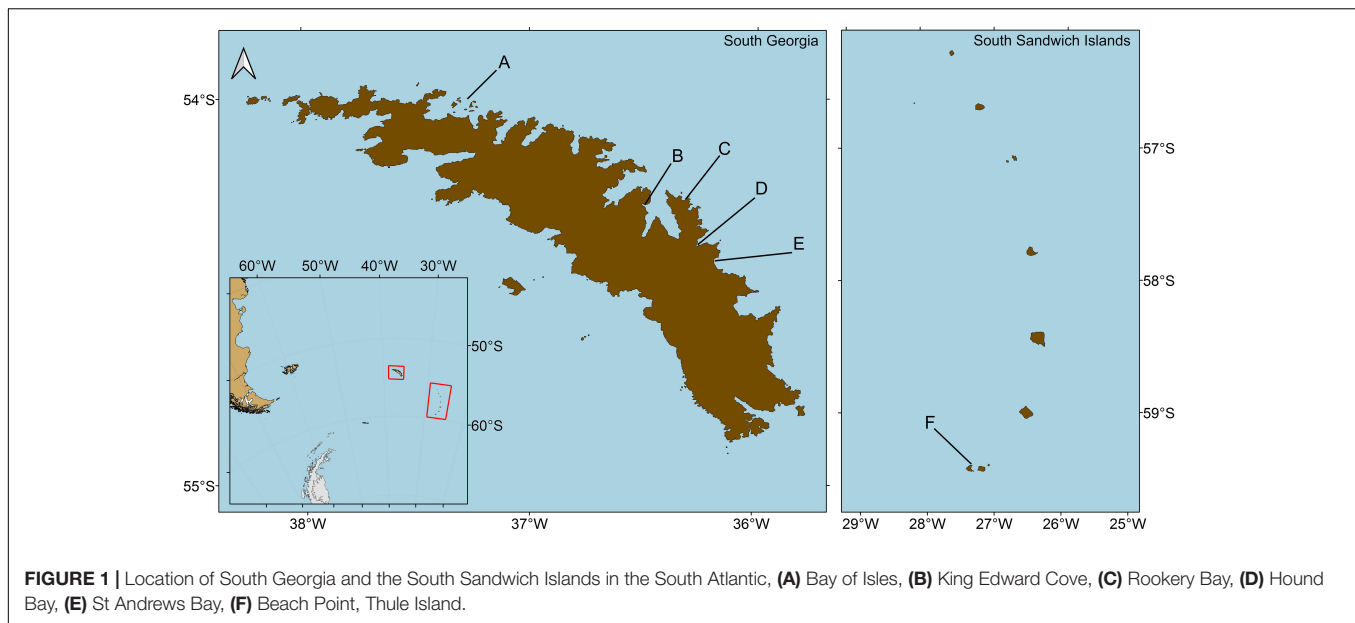 South Georgia
South Sandwich Islands
A
54°S
B
C
D
E
57°S
58°S
59°S
F
60°W
50°W
40°W
30°W
50°S
60°S
55°S
38°W
37°W
36°W
29°W
28°W
27°W
26°W
25°W
FIGURE 1 | Location of South Georgia and the South Sandwich Islands in the South Atlantic, (A) Bay of Isles, (B) King Edward Cove, (C) Rookery Bay, (D) Hound
Bay, (E) St Andrews Bay, (F) Beach Point, Thule Island.